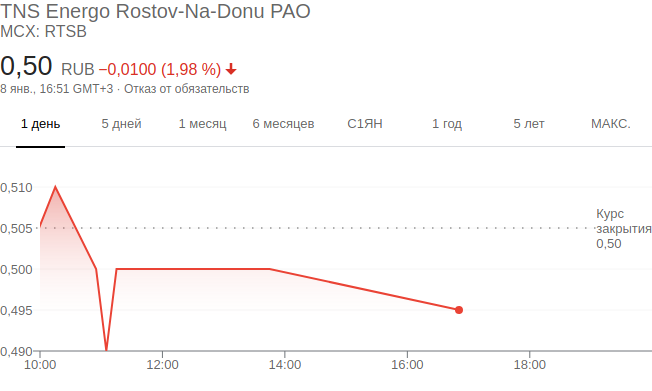 TNS Energo Rostov-Na-Donu PAO
MCX: RTSB
0,50 RUB −0,0100 (1,98 %)
8 янв., 16:51 GMT+3 · Отказ от обязательств
1 день 5 дней 1 месяц 6 месяцев С1ЯН 1 год 5 лет МАКС.
0,510
Курс
0,505 закрытия
0,50
0,500
0,495
0,490
10:00 12:00 14:00 16:00 18:00